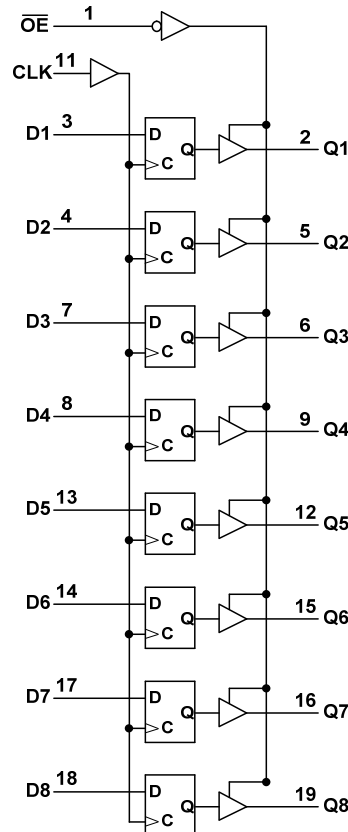 OE 1
CLK 11
D1 3 D Q C 2 Q1
D2 4 D Q C 5 Q2
D3 7 D Q C 6 Q3
D4 8 D Q C 9 Q4
D5 13 D Q C 12 Q5
D6 14 D Q C 15 Q6
D7 17 D Q C 16 Q7
D8 18 D Q C 19 Q8